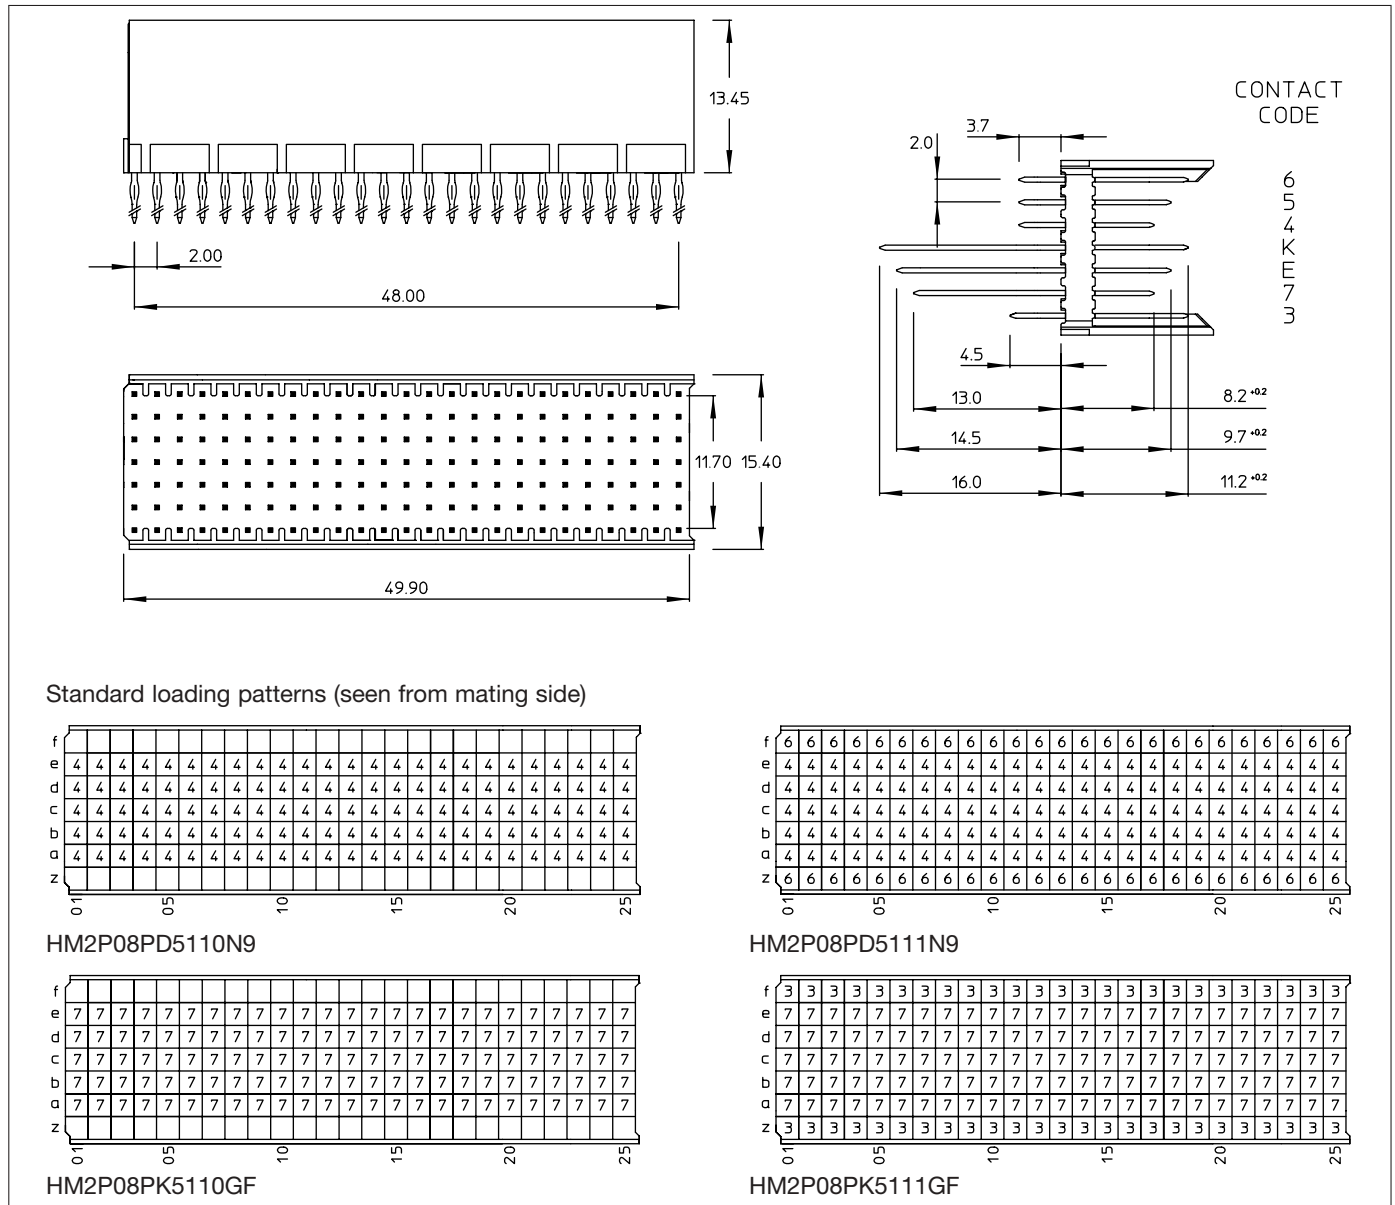 13.45
2.00
48.00
11.70 15.40
49.90
CONTACT
CODE
3.7
2.0
6
5
4
K
E
7
3
4.5
13.0 8.2 +0.2
14.5 9.7 +0.2
16.0 11.2 +0.2
Standard loading patterns (seen from mating side)
f
e 4 4 4 4 4 4 4 4 4 4 4 4 4 4 4 4 4 4 4 4 4 4 4 4 4
d 4 4 4 4 4 4 4 4 4 4 4 4 4 4 4 4 4 4 4 4 4 4 4 4 4
c 4 4 4 4 4 4 4 4 4 4 4 4 4 4 4 4 4 4 4 4 4 4 4 4 4
b 4 4 4 4 4 4 4 4 4 4 4 4 4 4 4 4 4 4 4 4 4 4 4 4 4
a 4 4 4 4 4 4 4 4 4 4 4 4 4 4 4 4 4 4 4 4 4 4 4 4 4
z
01 05 10 15 20 25
HM2P08PD5110N9
f 6 6 6 6 6 6 6 6 6 6 6 6 6 6 6 6 6 6 6 6 6 6 6 6 6
e 4 4 4 4 4 4 4 4 4 4 4 4 4 4 4 4 4 4 4 4 4 4 4 4 4
d 4 4 4 4 4 4 4 4 4 4 4 4 4 4 4 4 4 4 4 4 4 4 4 4 4
c 4 4 4 4 4 4 4 4 4 4 4 4 4 4 4 4 4 4 4 4 4 4 4 4 4
b 4 4 4 4 4 4 4 4 4 4 4 4 4 4 4 4 4 4 4 4 4 4 4 4 4
a 4 4 4 4 4 4 4 4 4 4 4 4 4 4 4 4 4 4 4 4 4 4 4 4 4
z 6 6 6 6 6 6 6 6 6 6 6 6 6 6 6 6 6 6 6 6 6 6 6 6 6
01 05 10 15 20 25
HM2P08PD5111N9
f
e 7 7 7 7 7 7 7 7 7 7 7 7 7 7 7 7 7 7 7 7 7 7 7 7 7
d 7 7 7 7 7 7 7 7 7 7 7 7 7 7 7 7 7 7 7 7 7 7 7 7 7
c 7 7 7 7 7 7 7 7 7 7 7 7 7 7 7 7 7 7 7 7 7 7 7 7 7
b 7 7 7 7 7 7 7 7 7 7 7 7 7 7 7 7 7 7 7 7 7 7 7 7 7
a 7 7 7 7 7 7 7 7 7 7 7 7 7 7 7 7 7 7 7 7 7 7 7 7 7
z
01 05 10 15 20 25
HM2P08PK5110GF
f 3 3 3 3 3 3 3 3 3 3 3 3 3 3 3 3 3 3 3 3 3 3 3 3 3
e 7 7 7 7 7 7 7 7 7 7 7 7 7 7 7 7 7 7 7 7 7 7 7 7 7
d 7 7 7 7 7 7 7 7 7 7 7 7 7 7 7 7 7 7 7 7 7 7 7 7 7
c 7 7 7 7 7 7 7 7 7 7 7 7 7 7 7 7 7 7 7 7 7 7 7 7 7
b 7 7 7 7 7 7 7 7 7 7 7 7 7 7 7 7 7 7 7 7 7 7 7 7 7
a 7 7 7 7 7 7 7 7 7 7 7 7 7 7 7 7 7 7 7 7 7 7 7 7 7
z 3 3 3 3 3 3 3 3 3 3 3 3 3 3 3 3 3 3 3 3 3 3 3 3 3
01 05 10 15 20 25
HM2P08PK5111GF